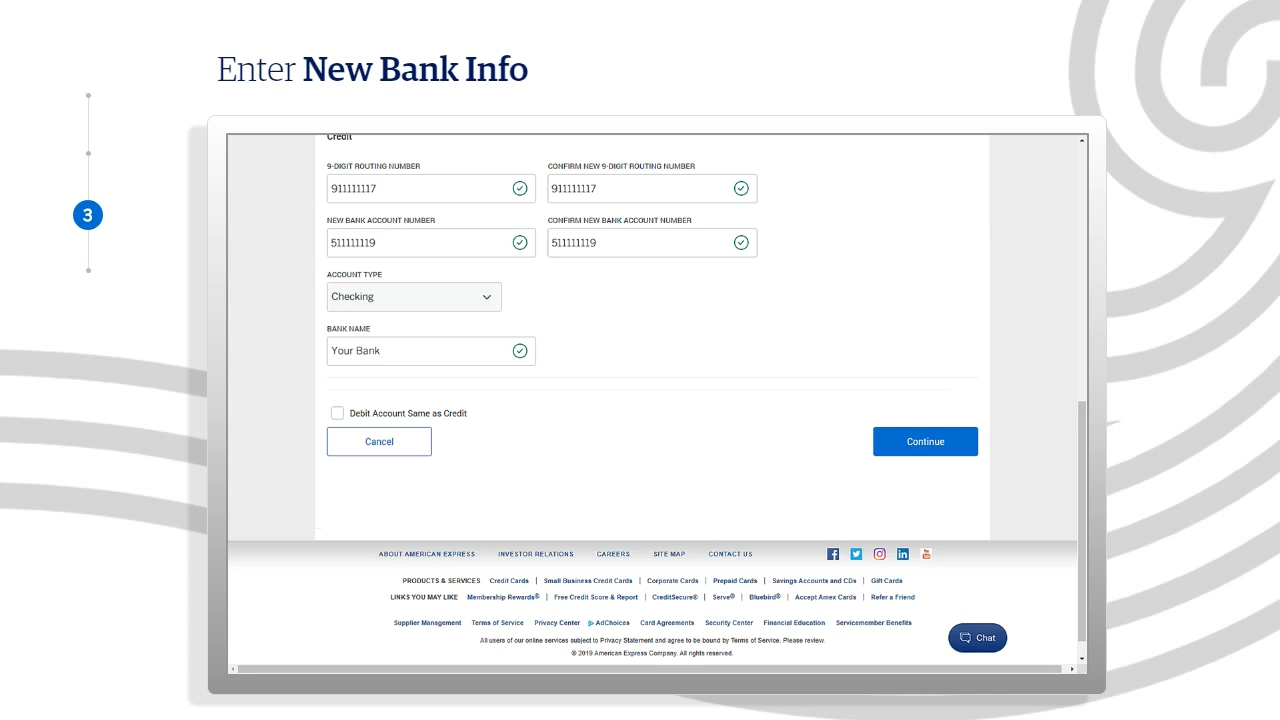 Enter New Bank Info
3
Credit
9-DIGIT ROUTING NUMBER CONFIRM NEW 9-DIGIT ROUTING NUMBER
911111117 911111117
NEW BANK ACCOUNT NUMBER CONFIRM NEW BANK ACCOUNT NUMBER
511111119 511111119
ACCOUNT TYPE
Checking
BANK NAME
Your Bank
Debit Account Same as Credit
Cancel Continue
ABOUT AMERICAN EXPRESS INVESTOR RELATIONS CAREERS SITE MAP CONTACT US
PRODUCTS & SERVICES Credit Cards | Small Business Credit Cards | Corporate Cards | Prepaid Cards | Savings Accounts and CDs | Gift Cards
LINKS YOU MAY LIKE Membership Rewards® | Free Credit Score & Report | CreditSecure® | Serve® | Bluebird® | Accept Amex Cards | Refer a Friend
Supplier Management Terms of Service Privacy Center AdChoices Card Agreements Security Center Financial Education Servicemember Benefits
All users of our online services subject to Privacy Statement and agree to be bound by Terms of Service. Please review.
© 2019 American Express Company. All rights reserved.
Chat